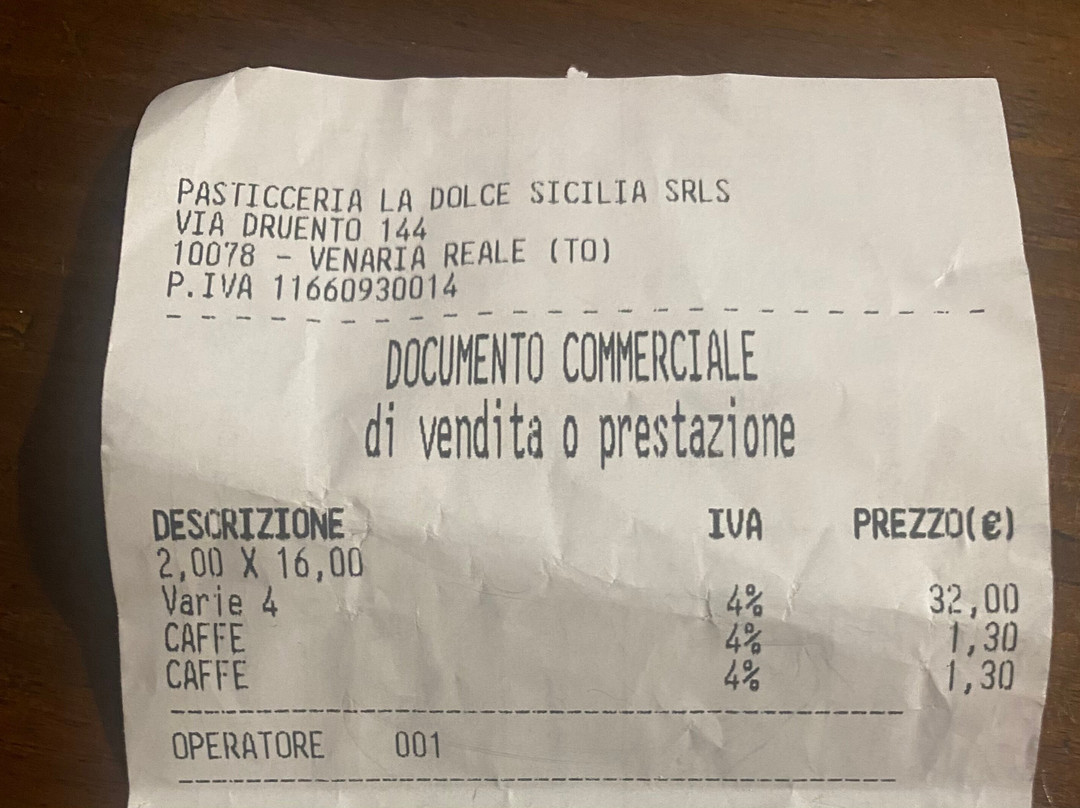 PASTICCERIA LA DOLCE SICILIA SRLS
VIA DRUENTO 144
10078 - VENARIA REALE (TO)
P.IVA 11660930014
DOCUMENTO COMMERCIALE
di vendita o prestazione
DESCRIZIONE IVA PREZZO(€)
2,00 X 16,00
Varie 4 4% 32,00
CAFFE 4% 1,30
CAFFE 4% 1,30
OPERATORE 001